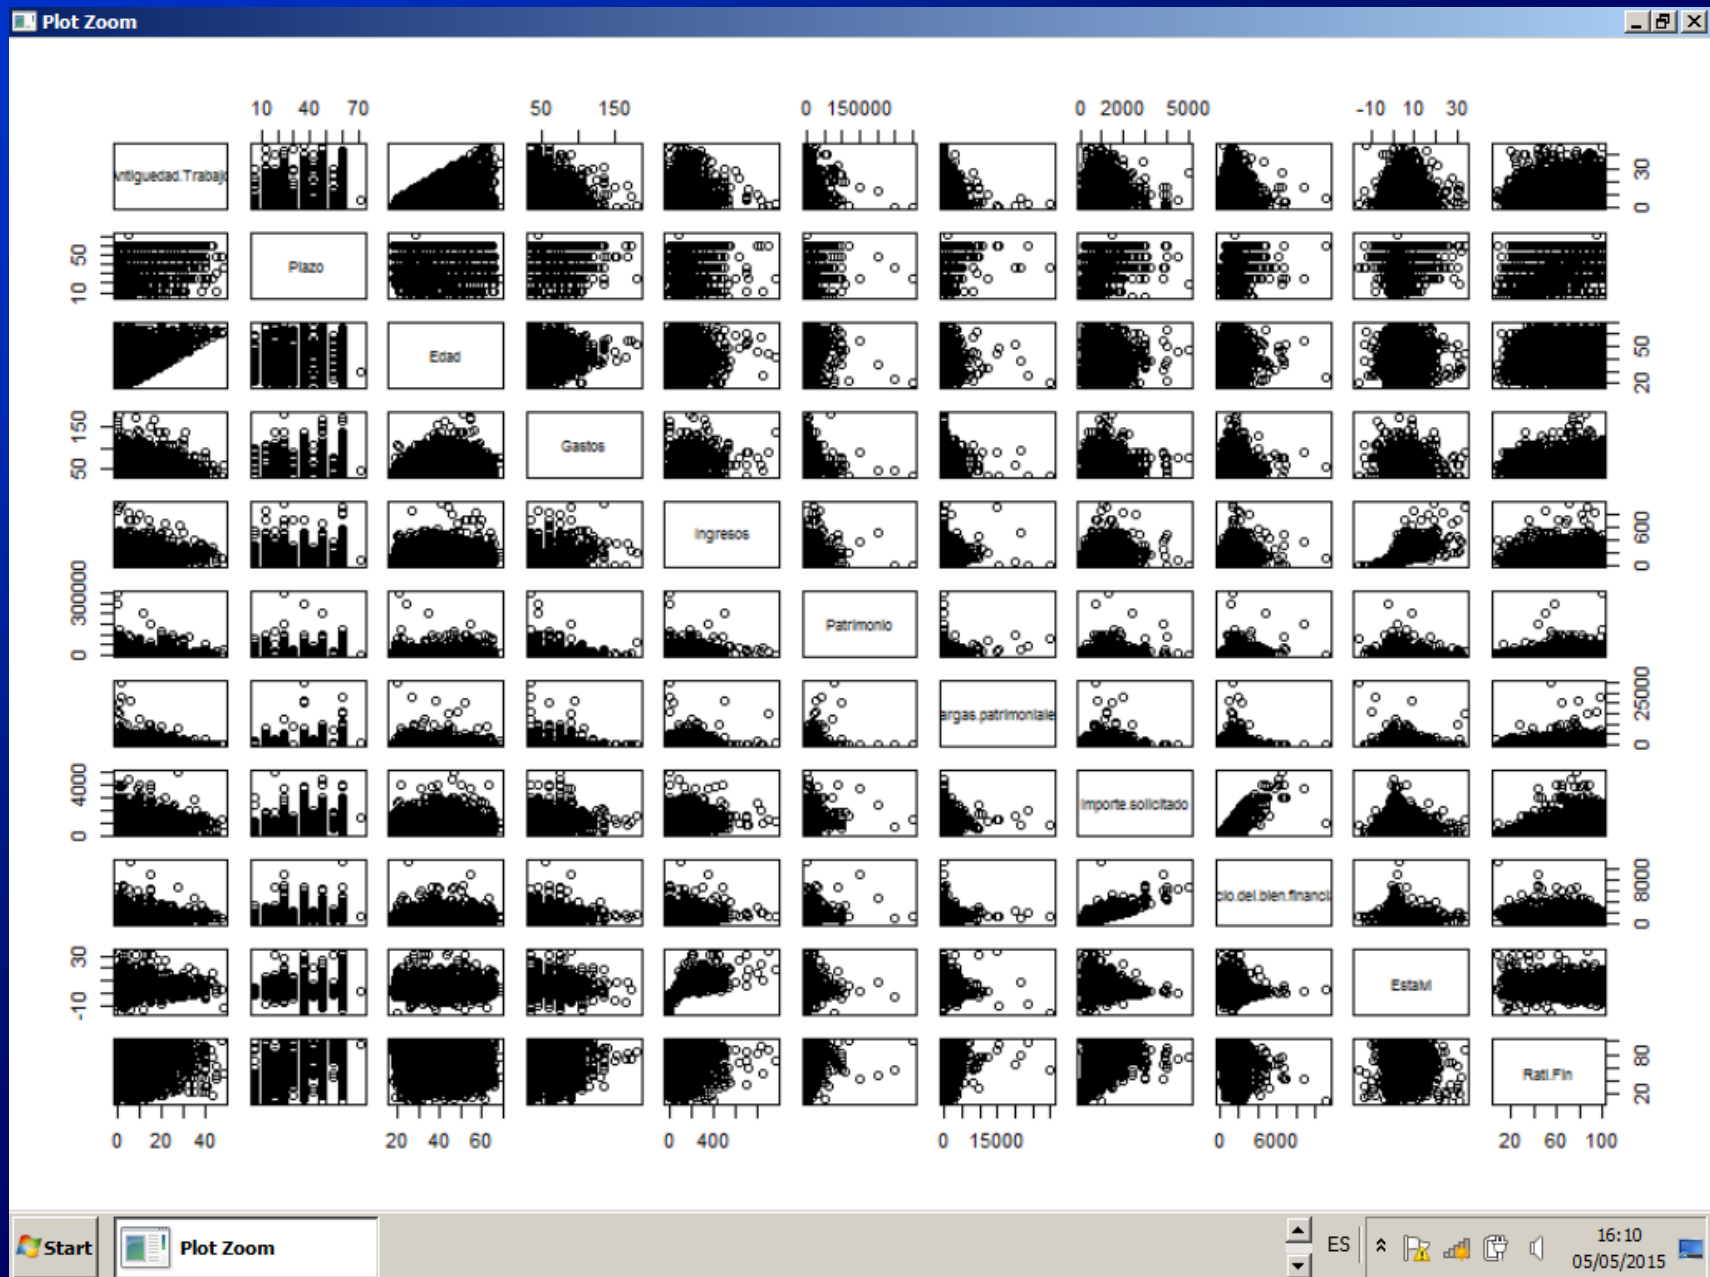 Plot Zoom
10 40 70
50 150
0 150000
0 2000 5000
-10 10 30
ntiguedad.Trabajo
0 30
10 50
Plazo
Edad
20 50
50 150
Gastos
Ingresos
0 600
0 300000
Patrimonio
argas.patrimoniale
0 25000
0 4000
Importe.solicitado
cio.del.bien.financia
0 8000
-10 30
Estalvi
Rati.Fin
20 80
0 20 40
20 40 60
0 400
0 15000
0 6000
20 60 100
Start
Plot Zoom
ES
16:10
05/05/2015